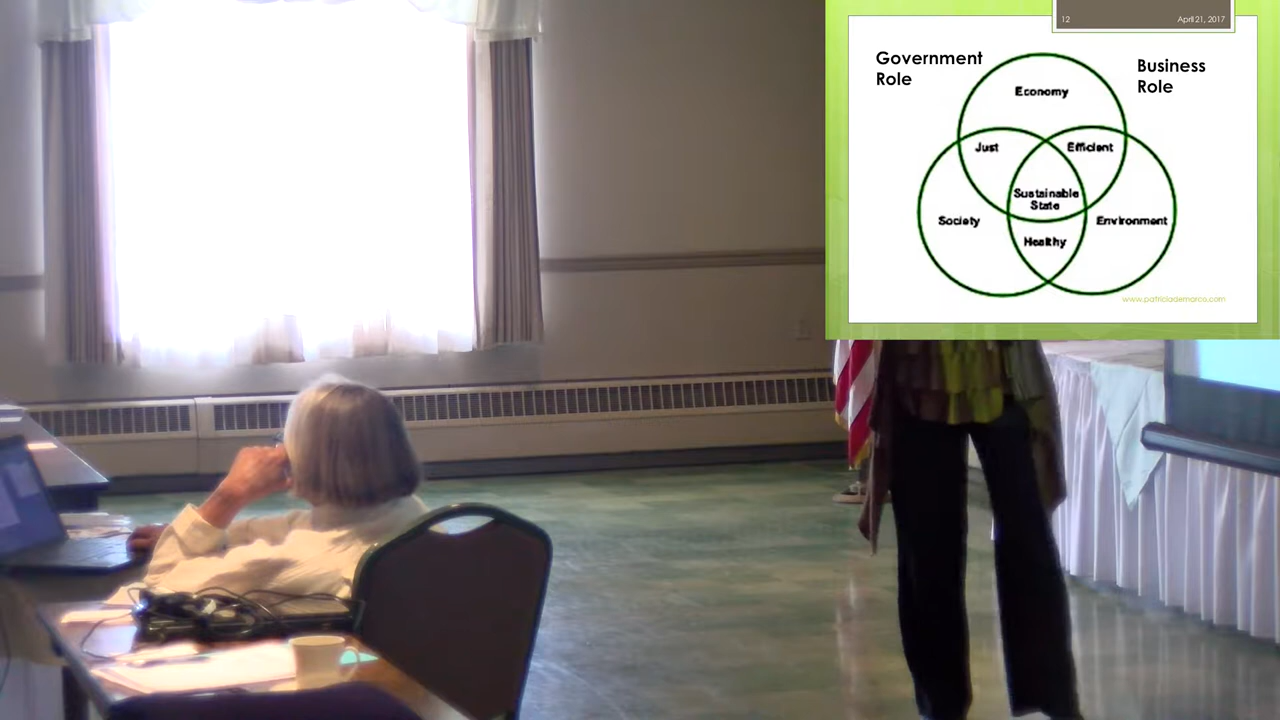 12
April 21, 2017
Government
Role
Business
Role
Economy
Just
Efficient
Sustainable
State
Society
Environment
Healthy
www.patriciademarco.com